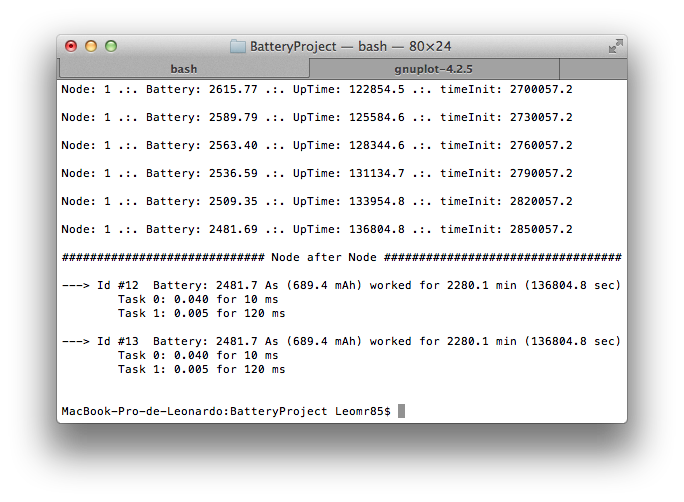 BatteryProject — bash — 80×24
bash
gnuplot-4.2.5
Node: 1 .:. Battery: 2615.77 .:. UpTime: 122854.5 .:. timeInit: 2700057.2
Node: 1 .:. Battery: 2589.79 .:. UpTime: 125584.6 .:. timeInit: 2730057.2
Node: 1 .:. Battery: 2563.40 .:. UpTime: 128344.6 .:. timeInit: 2760057.2
Node: 1 .:. Battery: 2536.59 .:. UpTime: 131134.7 .:. timeInit: 2790057.2
Node: 1 .:. Battery: 2509.35 .:. UpTime: 133954.8 .:. timeInit: 2820057.2
Node: 1 .:. Battery: 2481.69 .:. UpTime: 136804.8 .:. timeInit: 2850057.2
############################# Node after Node ##################################
---> Id #12  Battery: 2481.7 As (689.4 mAh) worked for 2280.1 min (136804.8 sec)
Task 0: 0.040 for 10 ms
Task 1: 0.005 for 120 ms
---> Id #13  Battery: 2481.7 As (689.4 mAh) worked for 2280.1 min (136804.8 sec)
Task 0: 0.040 for 10 ms
Task 1: 0.005 for 120 ms
MacBook-Pro-de-Leonardo:BatteryProject Leomr85$